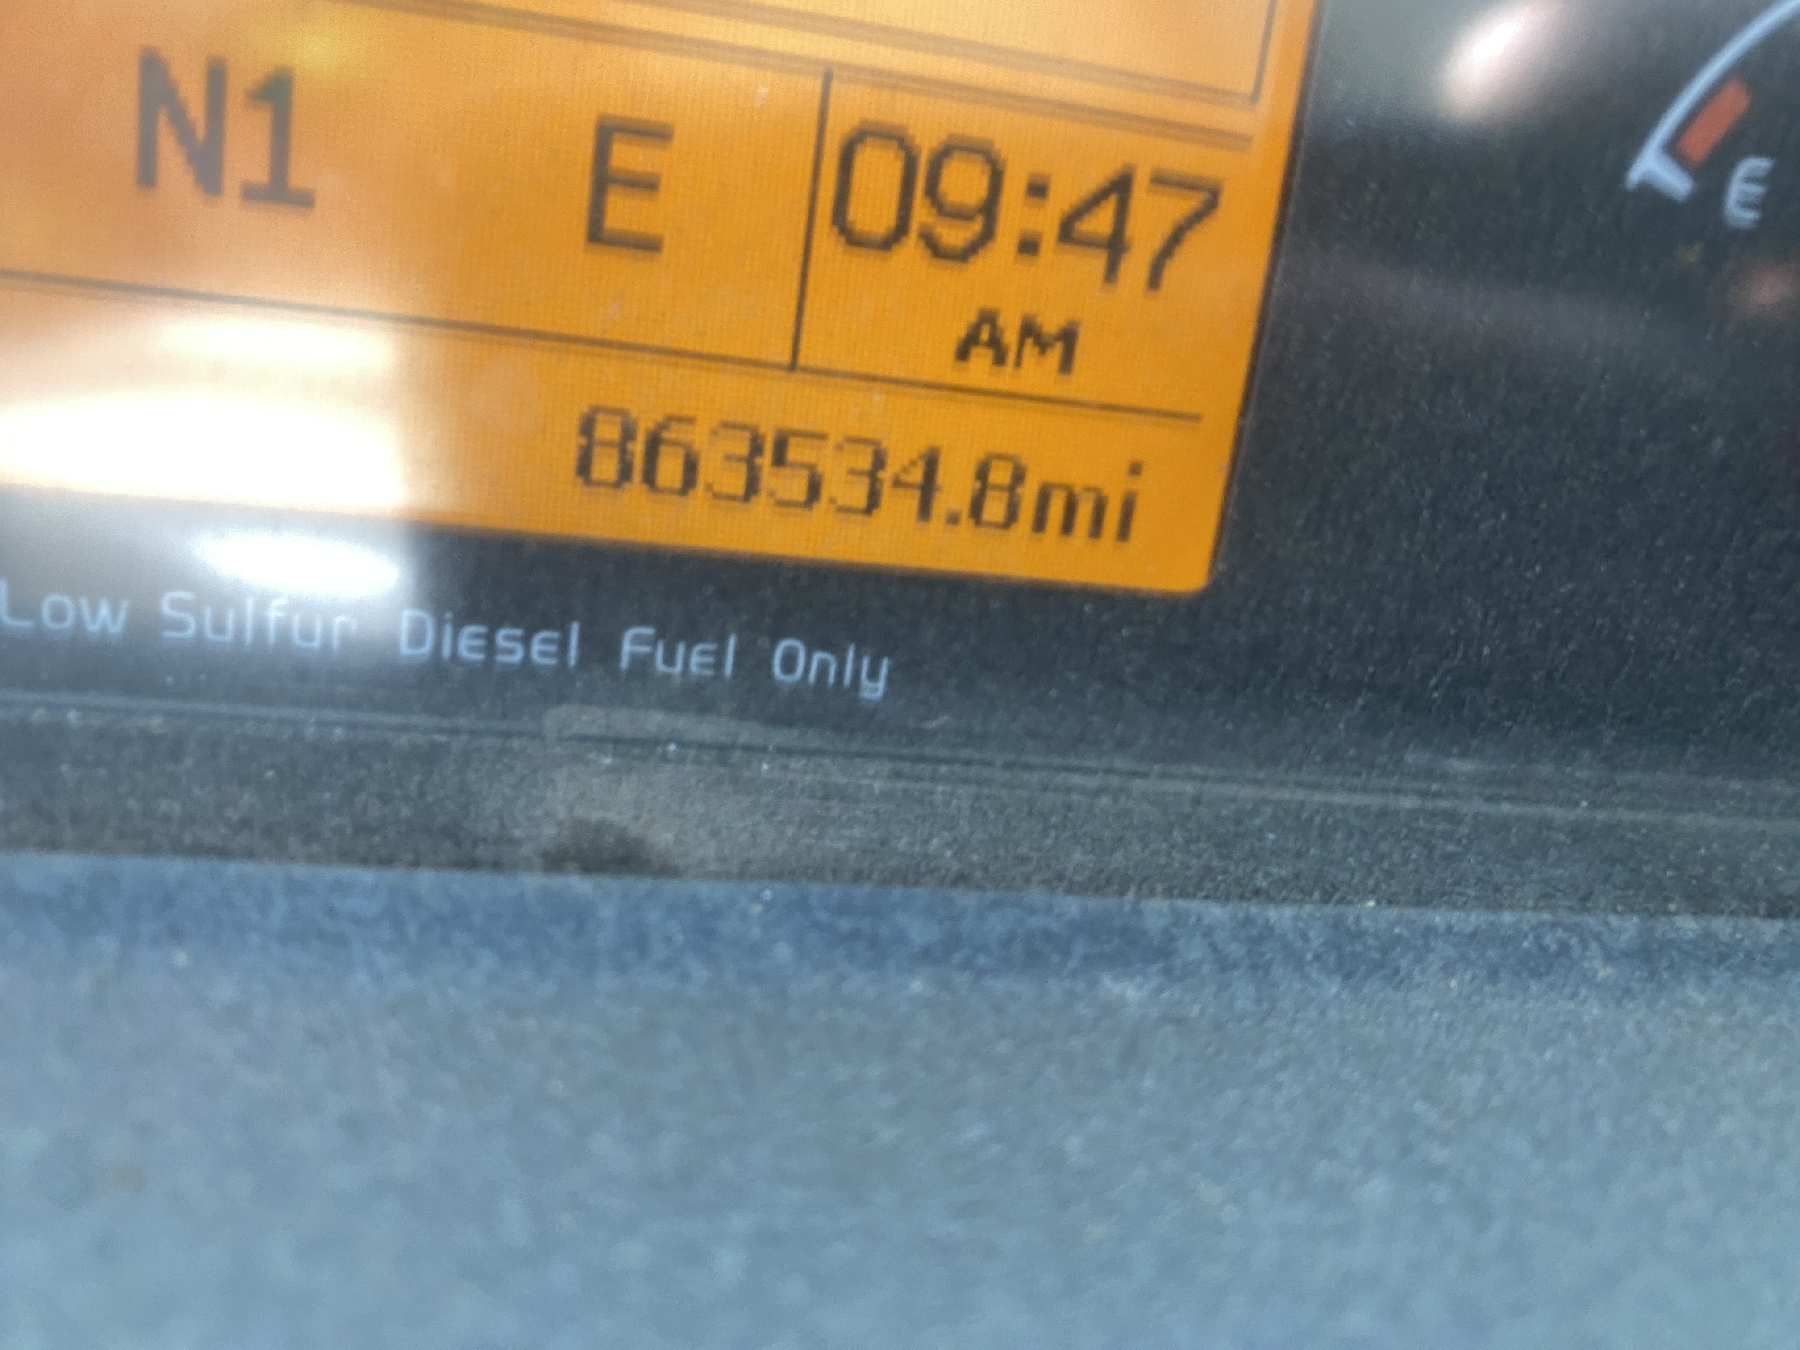 N1 E 09:47
AM
863534.8mi
E
Low Sulfur Diesel Fuel Only